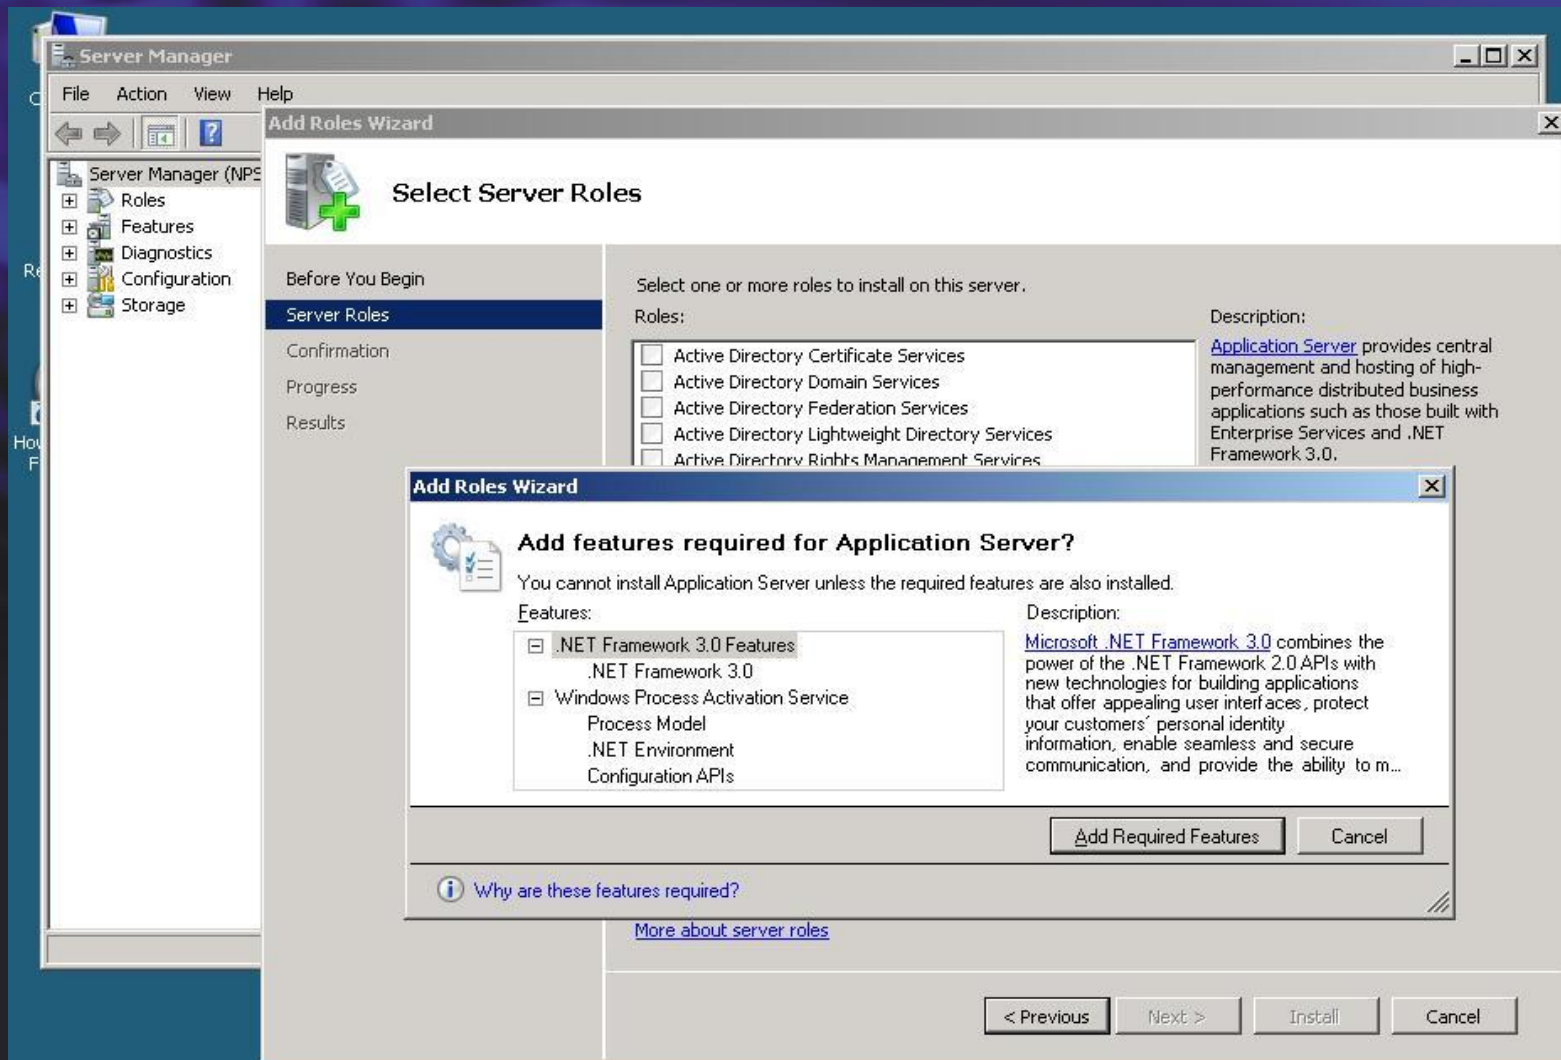 Server Manager
File Action View Help
Server Manager (NPS
Roles
Features
Diagnostics
Configuration
Storage
Add Roles Wizard
Select Server Roles
Before You Begin
Server Roles
Confirmation
Progress
Results
Select one or more roles to install on this server.
Roles:
Active Directory Certificate Services
Active Directory Domain Services
Active Directory Federation Services
Active Directory Lightweight Directory Services
Active Directory Rights Management Services
Description:
Application Server provides central
management and hosting of high-
performance distributed business
applications such as those built with
Enterprise Services and .NET
Framework 3.0.
Add Roles Wizard
Add features required for Application Server?
You cannot install Application Server unless the required features are also installed.
Features:
.NET Framework 3.0 Features
.NET Framework 3.0
Windows Process Activation Service
Process Model
.NET Environment
Configuration APIs
Description:
Microsoft .NET Framework 3.0 combines the
power of the .NET Framework 2.0 APIs with
new technologies for building applications
that offer appealing user interfaces, protect
your customers´ personal identity
information, enable seamless and secure
communication, and provide the ability to m...
Add Required Features
Cancel
Why are these features required?
More about server roles
< Previous
Next >
Install
Cancel